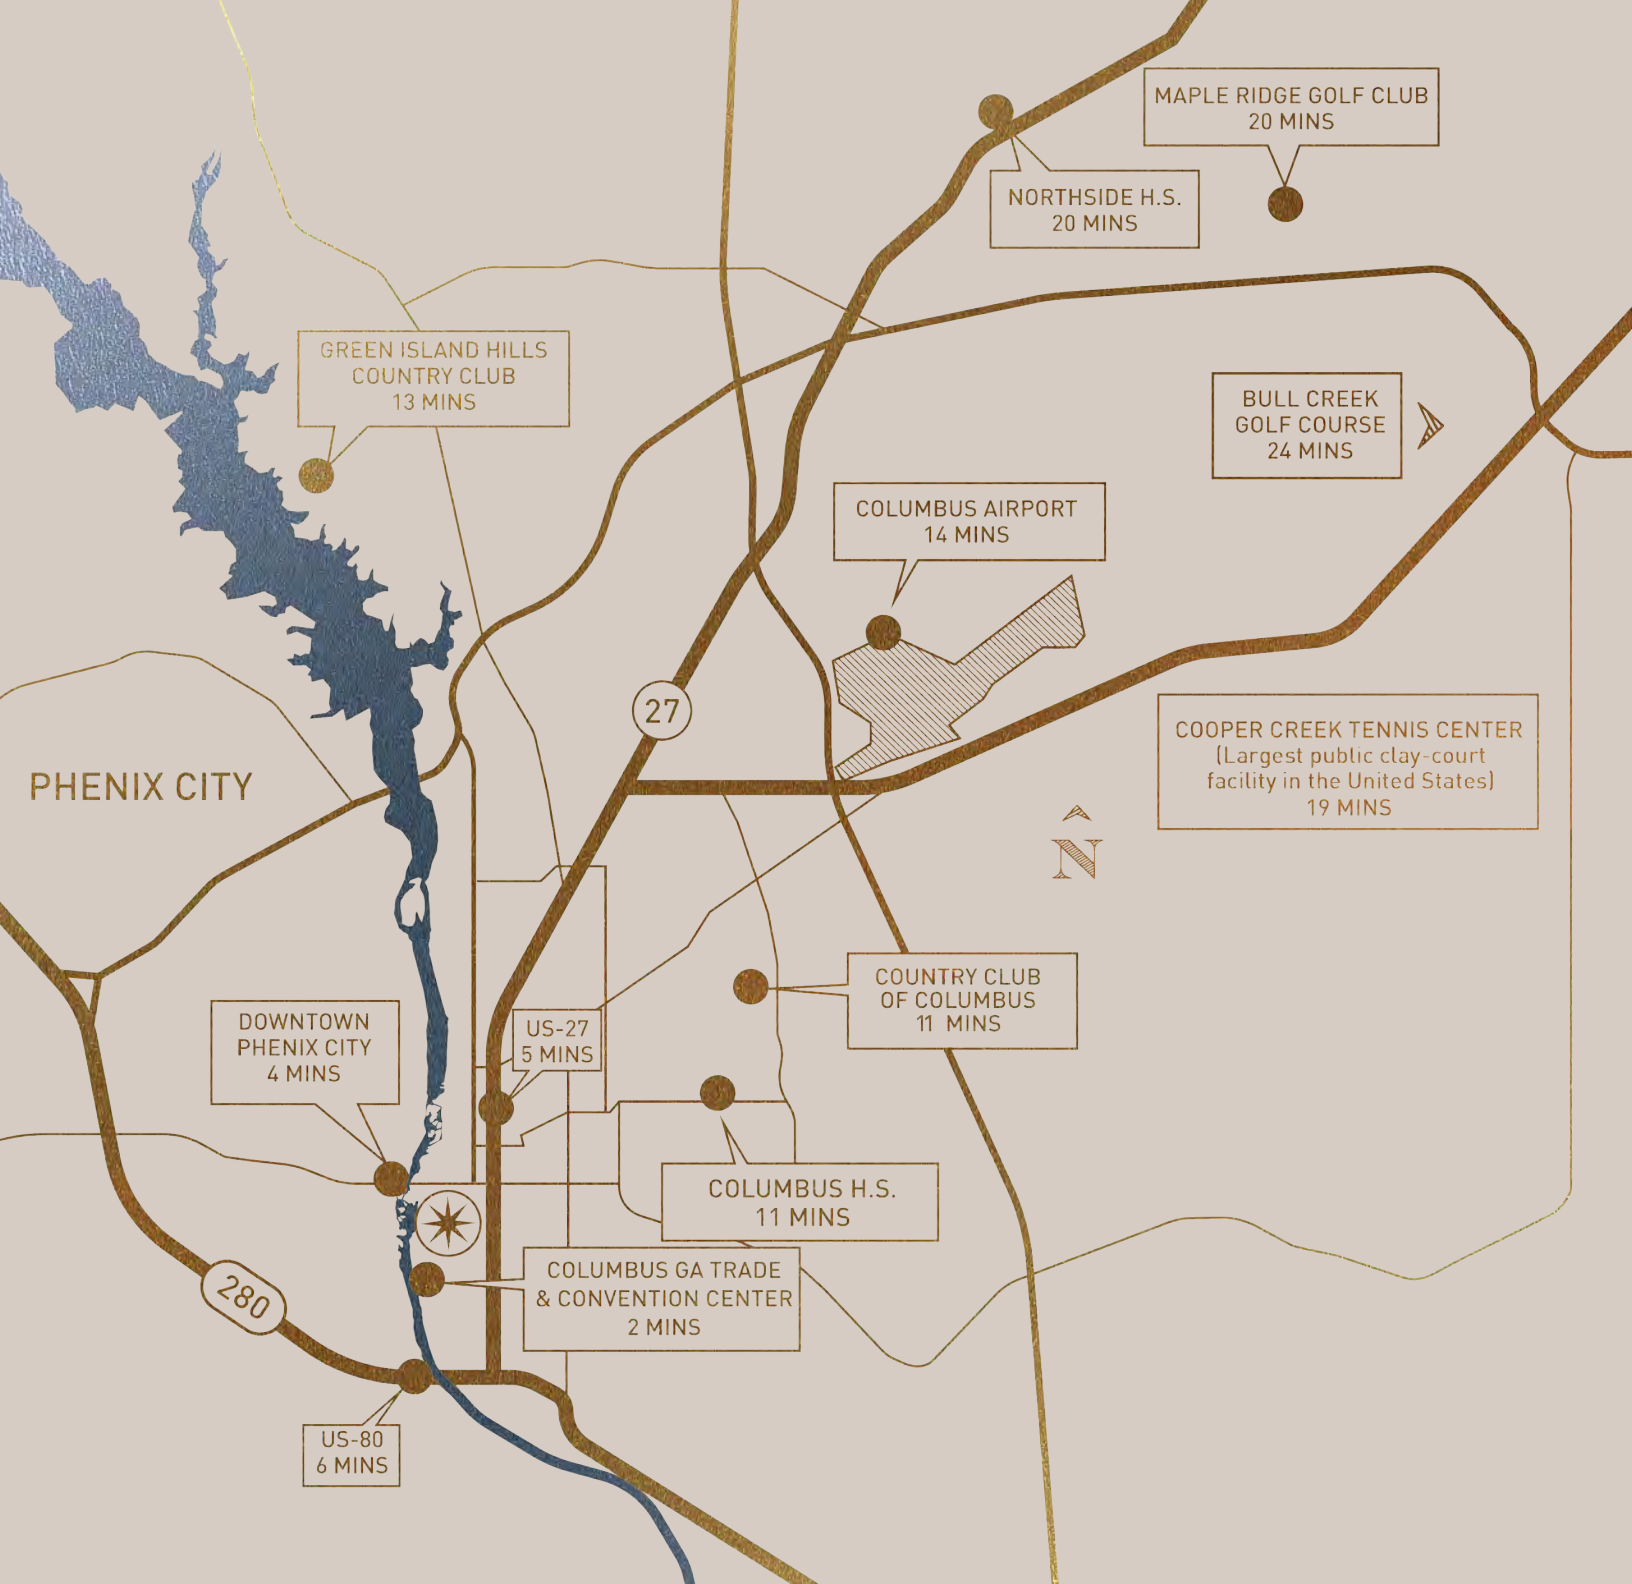 MAPLE RIDGE GOLF CLUB
20 MINS
NORTHSIDE H.S.
20 MINS
GREEN ISLAND HILLS
COUNTRY CLUB
13 MINS
BULL CREEK
GOLF COURSE
24 MINS
COLUMBUS AIRPORT
14 MINS
27
COOPER CREEK TENNIS CENTER
(Largest public clay-court
facility in the United States)
19 MINS
PHENIX CITY
N
COUNTRY CLUB
OF COLUMBUS
11 MINS
DOWNTOWN
PHENIX CITY
4 MINS
US-27
5 MINS
COLUMBUS H.S.
11 MINS
COLUMBUS GA TRADE
& CONVENTION CENTER
2 MINS
280
US-80
6 MINS